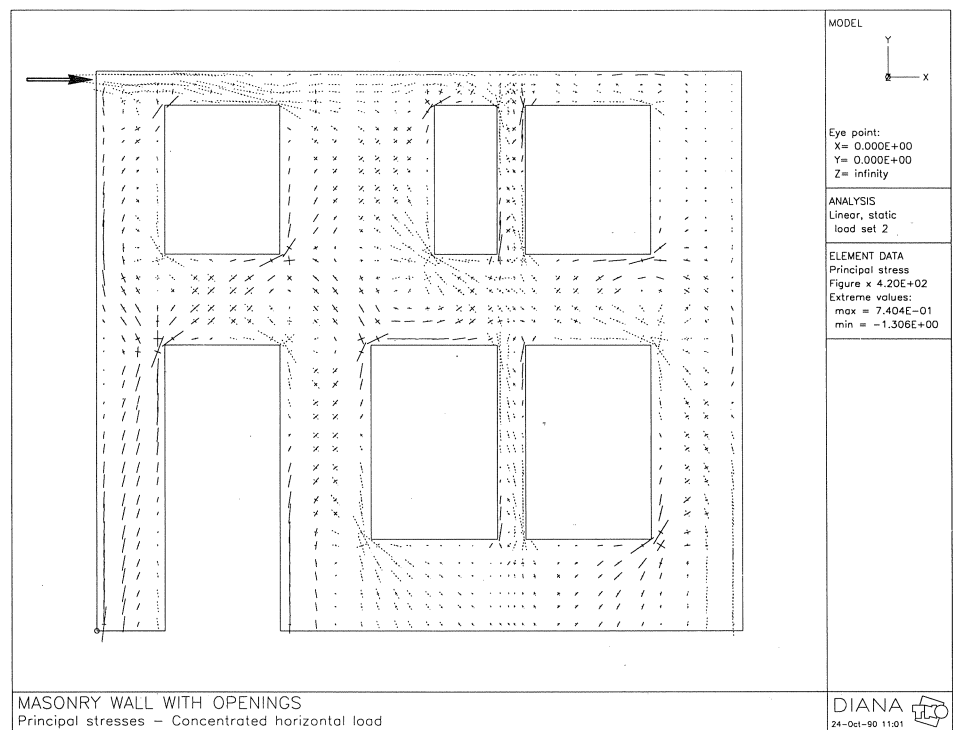 MODEL
Y
Z
X
Eye point:
X= 0.000E+00
Y= 0.000E+00
Z= infinity
ANALYSIS
Linear, static
load set 2
ELEMENT DATA
Principal stress
Figure x 4.20E+02
Extreme values:
max = 7.404E-01
min = -1.306E+00
MASONRY WALL WITH OPENINGS
Principal stresses - Concentrated horizontal load
DIANA TNO
24-Oct-90 11:01